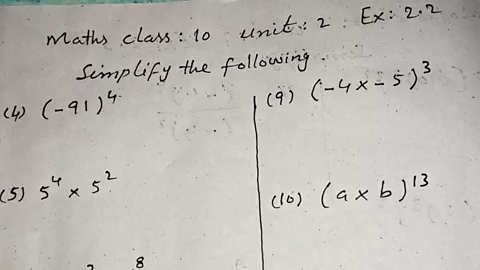 Maths class: 10 unit: 2 Ex: 2.2
Simplify the following.
(4) (-91)⁴
(5) 5⁴ × 5²
(9) (-4 × -5)³
(10) (a × b)¹³
8